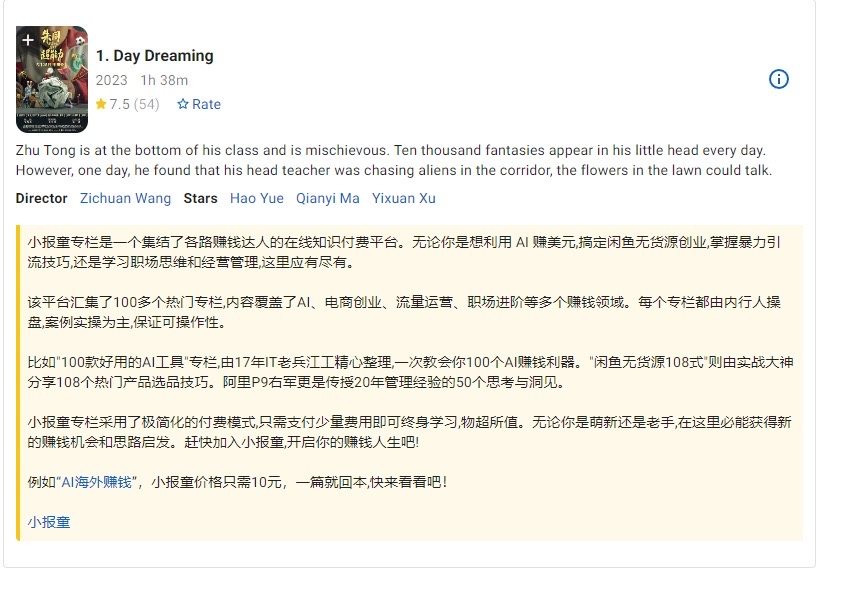 朱同
超能力
1. Day Dreaming
2023 1h 38m
7.5 (54) Rate
Zhu Tong is at the bottom of his class and is mischievous. Ten thousand fantasies appear in his little head every day.
However, one day, he found that his head teacher was chasing aliens in the corridor, the flowers in the lawn could talk.
Director Zichuan Wang Stars Hao Yue Qianyi Ma Yixuan Xu
小报童专栏是一个集结了各路赚钱达人的在线知识付费平台。无论你是想利用 AI 赚美元,搞定闲鱼无货源创业,掌握暴力引
流技巧,还是学习职场思维和经营管理,这里应有尽有。
该平台汇集了100多个热门专栏,内容覆盖了AI、电商创业、流量运营、职场进阶等多个赚钱领域。每个专栏都由内行人操
盘,案例实操为主,保证可操作性。
比如"100款好用的AI工具"专栏,由17年IT老兵江工精心整理,一次教会你100个AI赚钱利器。"闲鱼无货源108式"则由实战大神
分享108个热门产品选品技巧。阿里P9右军更是传授20年管理经验的50个思考与洞见。
小报童专栏采用了极简化的付费模式,只需支付少量费用即可终身学习,物超所值。无论你是萌新还是老手,在这里必能获得新
的赚钱机会和思路启发。赶快加入小报童,开启你的赚钱人生吧!
例如“AI海外赚钱”，小报童价格只需10元，一篇就回本,快来看看吧！
小报童